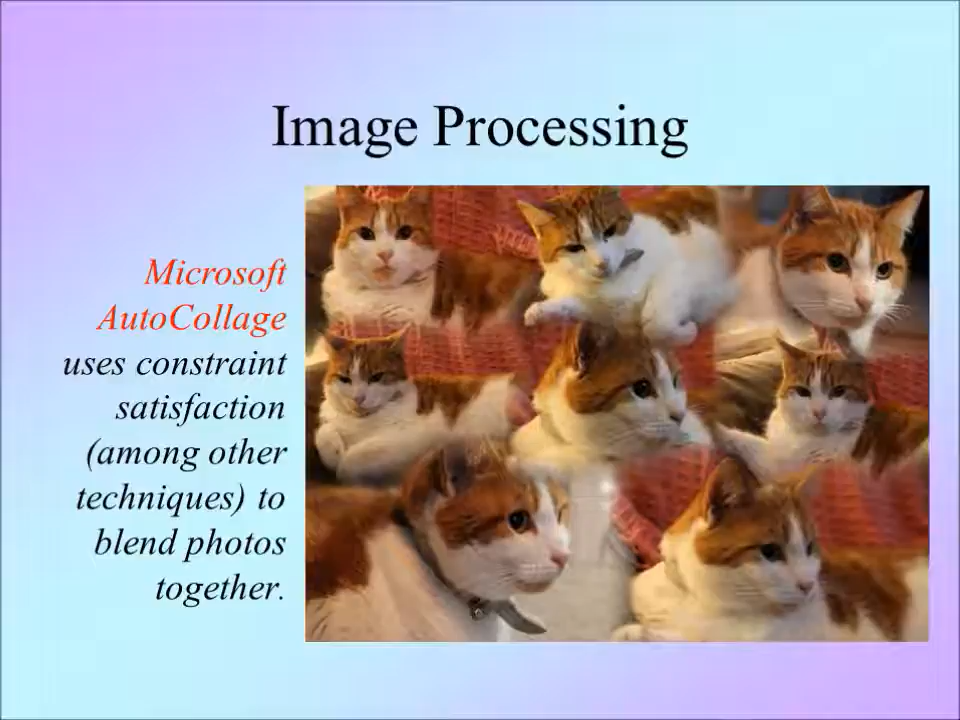 Image Processing
Microsoft
AutoCollage
uses constraint
satisfaction
(among other
techniques) to
blend photos
together.